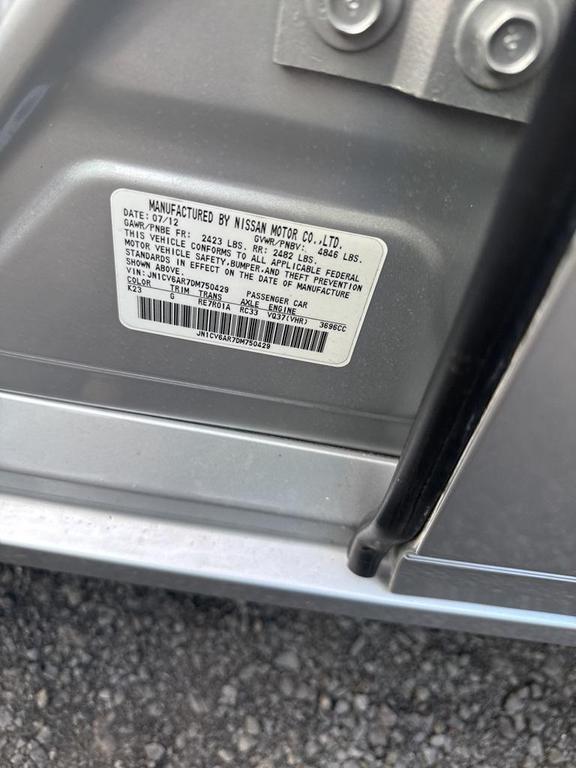 MANUFACTURED BY NISSAN MOTOR CO.,LTD.
DATE: 07/12 GVWR/PNBV: 4846 LBS.
GAWR/PNBE FR: 2423 LBS. RR: 2482 LBS.
THIS VEHICLE CONFORMS TO ALL APPLICABLE FEDERAL
MOTOR VEHICLE SAFETY,BUMPER,AND THEFT PREVENTION
STANDARDS IN EFFECT ON THE DATE OF MANUFACTURE
SHOWN ABOVE.
VIN: JN1CV6AR7DM750429 PASSENGER CAR
COLOR TRIM TRANS AXLE ENGINE
K23 G RE7R01A RC33 VQ37(VHR) 3696CC
JN1CV6AR7DM750429